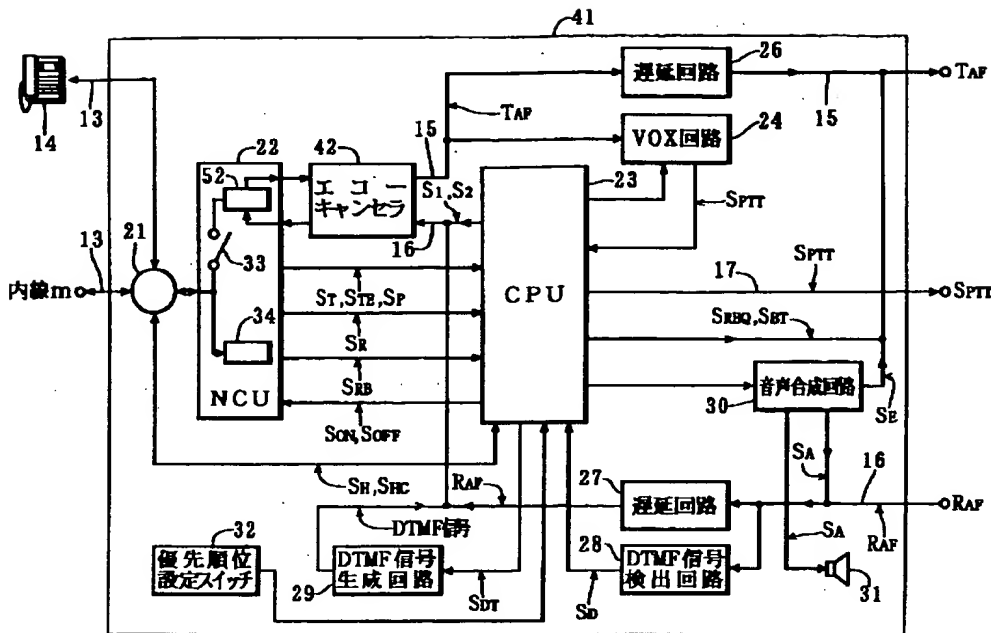 41
14
13
遅延回路
26
15
TAF
TAF
VOX回路
24
22
42
15
エコー
キャンセラ
52
S1,S2
16
23
SPTT
21
13
内線m
33
34
NCU
ST,STE,SP
SR
SRB
SON,SOFF
CPU
17
SPTT
SPTT
SRBQ,SBT
音声合成回路
30
SE
SA
SH,SHC
RAF
27
遅延回路
16
RAF
RAF
DTMF信号
SA
32
優先順位
設定スイッチ
DTMF信号
生成回路
29
SDT
28
DTMF信号
検出回路
SD
31